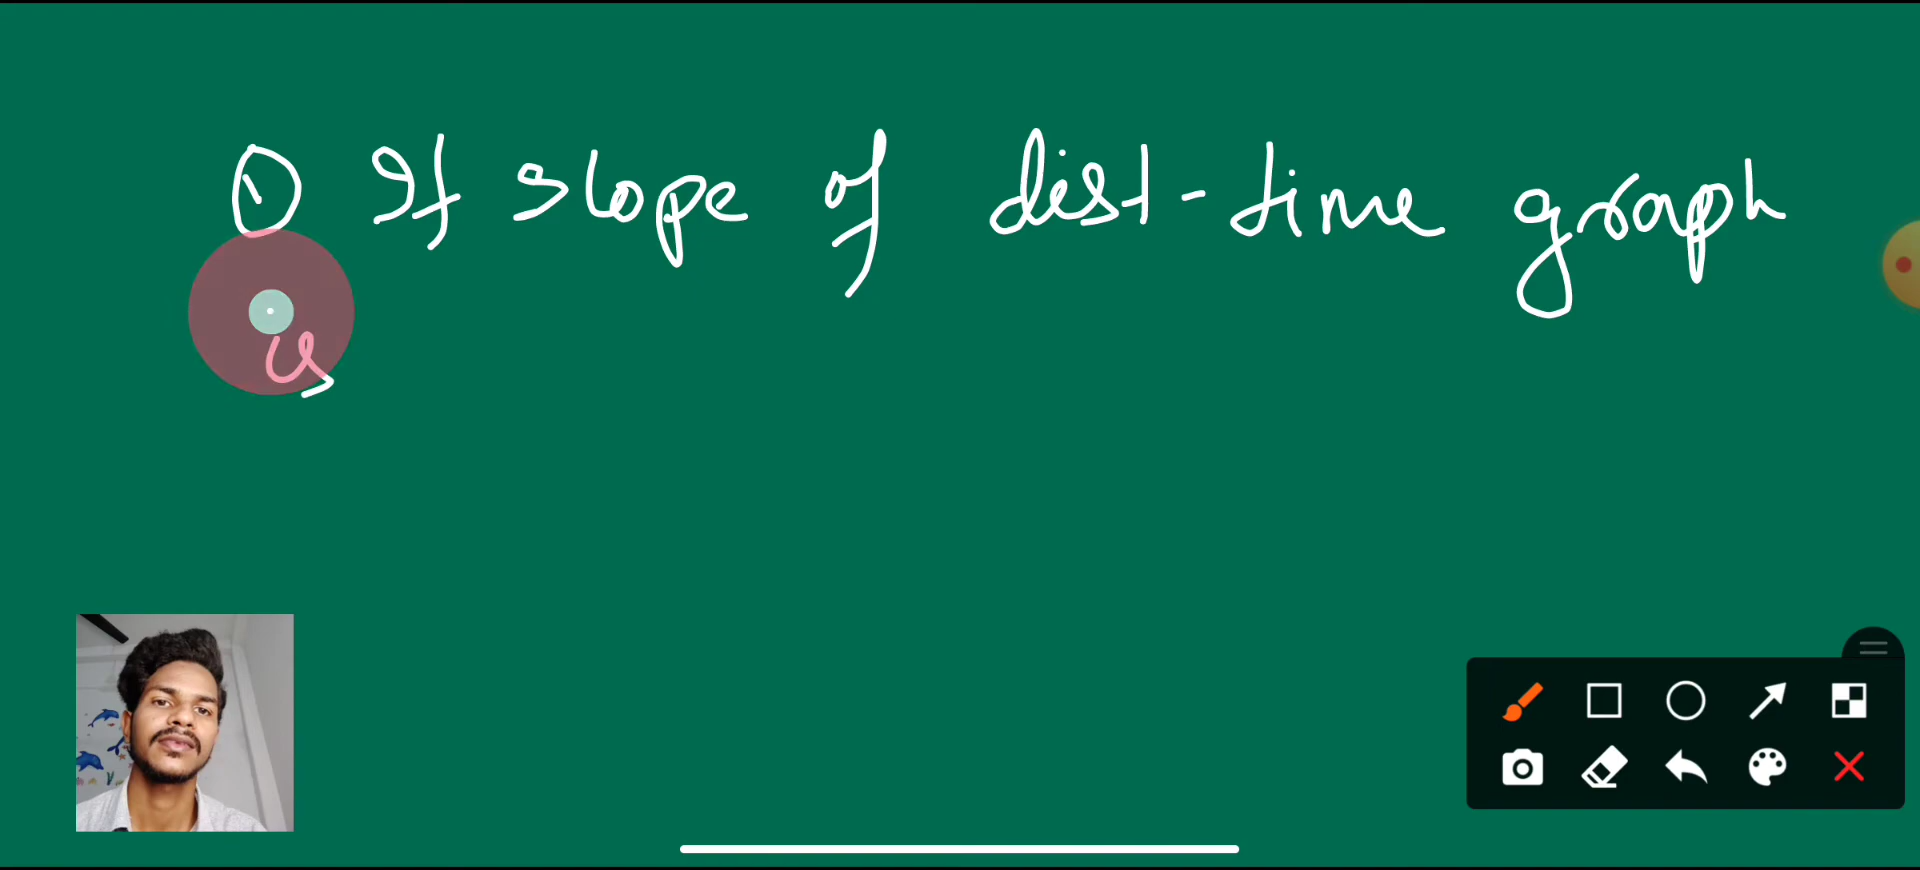 ① If slope of dist-time graph
is